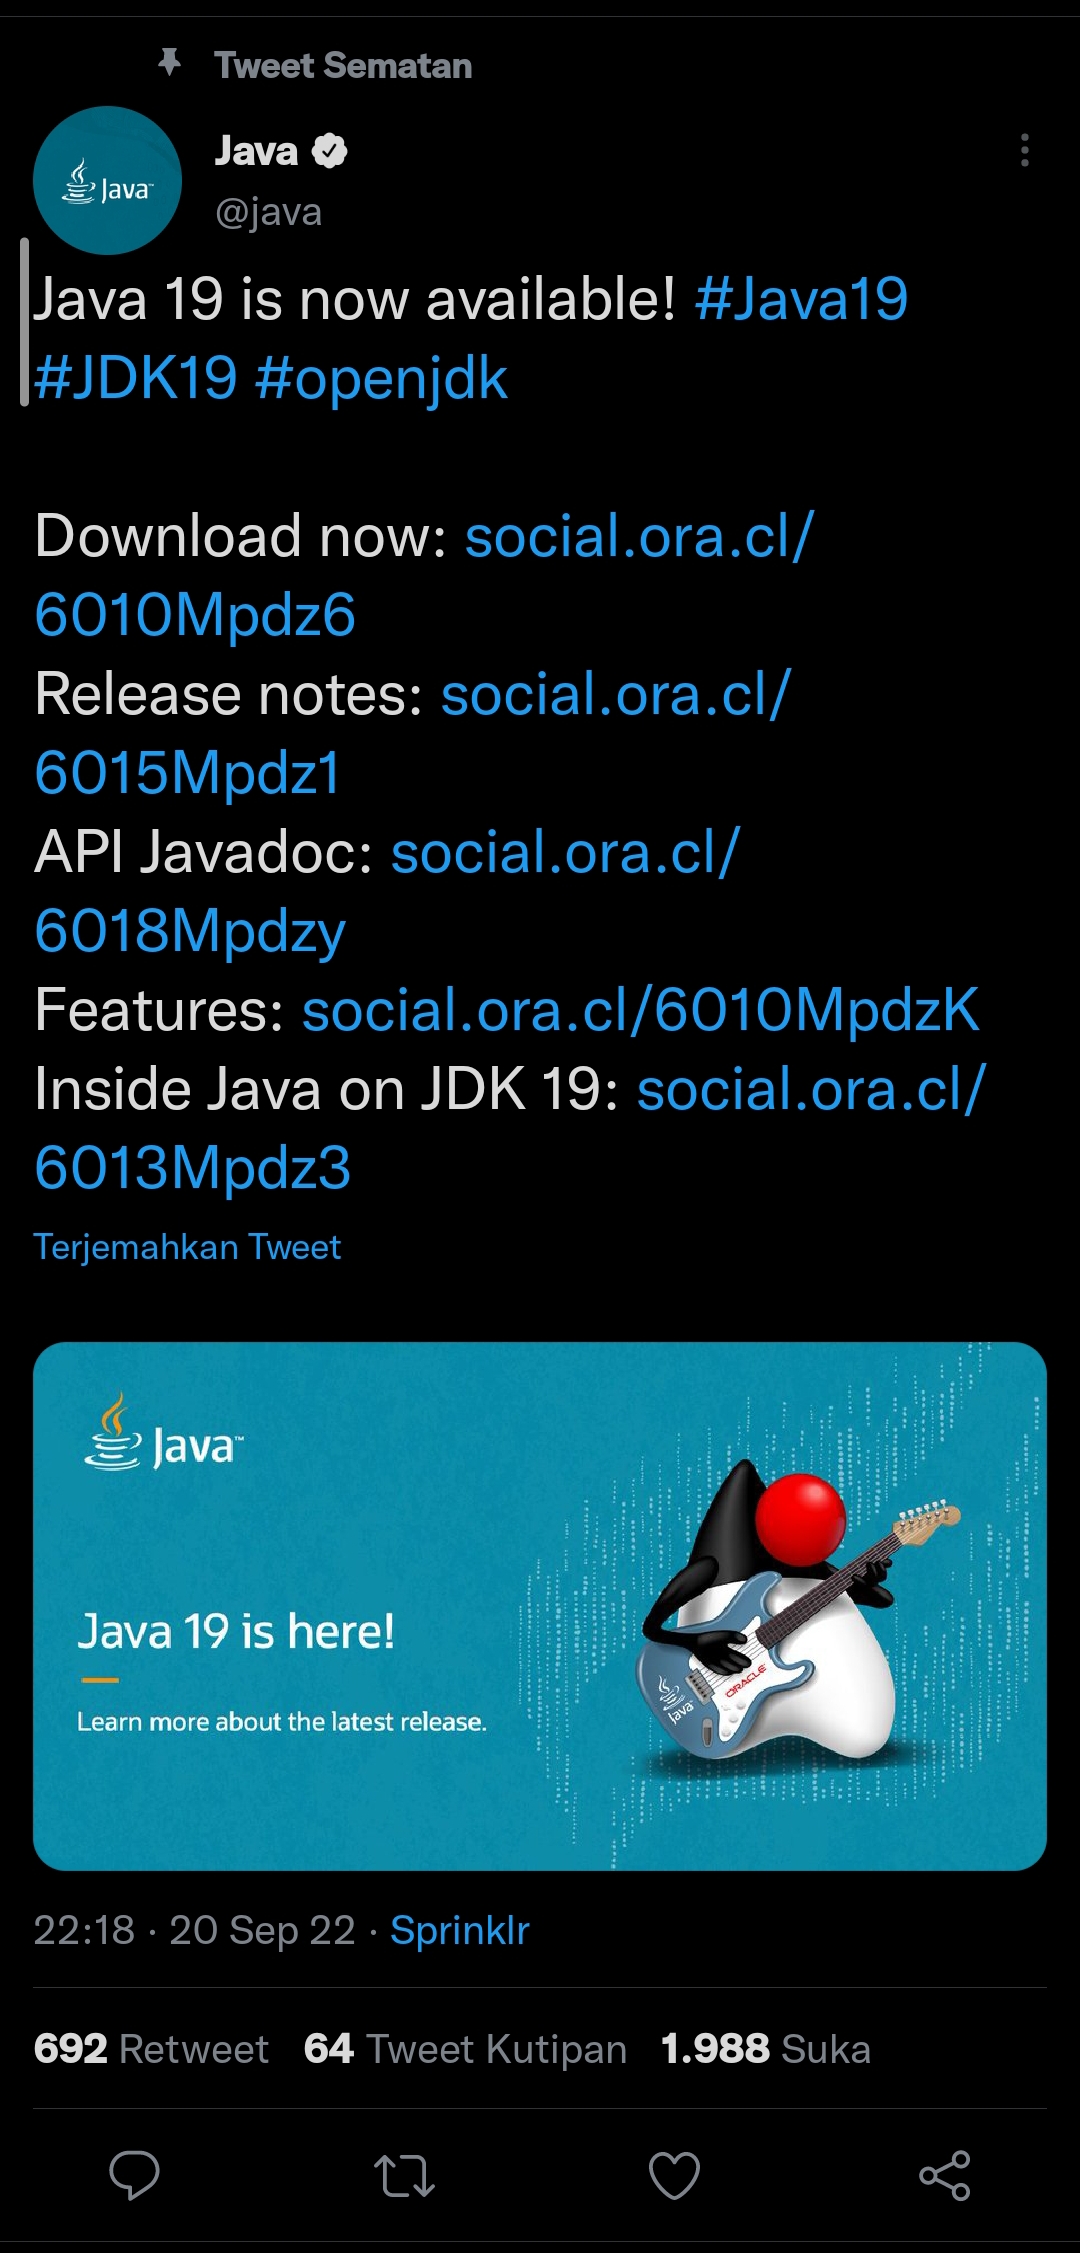 Tweet Sematan
Java
Java
@java
Java 19 is now available! #Java19
#JDK19 #openjdk
Download now: social.ora.cl/
6010Mpdz6
Release notes: social.ora.cl/
6015Mpdz1
API Javadoc: social.ora.cl/
6018Mpdzy
Features: social.ora.cl/6010MpdzK
Inside Java on JDK 19: social.ora.cl/
6013Mpdz3
Terjemahkan Tweet
Java™
Java 19 is here!
Learn more about the latest release.
ORACLE
Java
22:18 · 20 Sep 22 · Sprinklr
692 Retweet 64 Tweet Kutipan 1.988 Suka